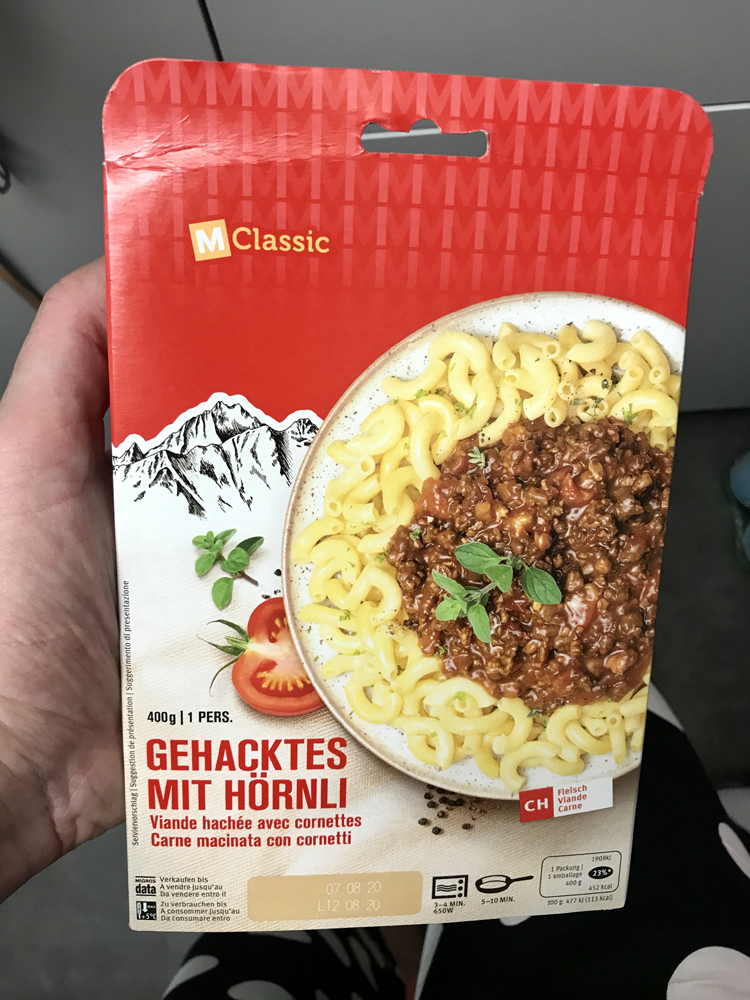 M Classic
Serviervorschlag | Suggestion de présentation | Suggerimento di presentazione
400g | 1 PERS.
GEHACKTES
MIT HÖRNLI
Viande hachée avec cornettes
Carne macinata con cornetti
CH
Fleisch
Viande
Carne
MIGROS
data
Verkaufen bis
A vendre jusqu'au
Da vendere entro il
Zu verbrauchen bis
A consommer jusqu'au
Da consumare entro
07 08 20
L12 08 20
3–4 MIN.
650W
5–10 MIN.
1 Packung |
1 emballage
400 g
1909kJ
23%*
452 kcal
100 g: 477 kJ (113 kcal)